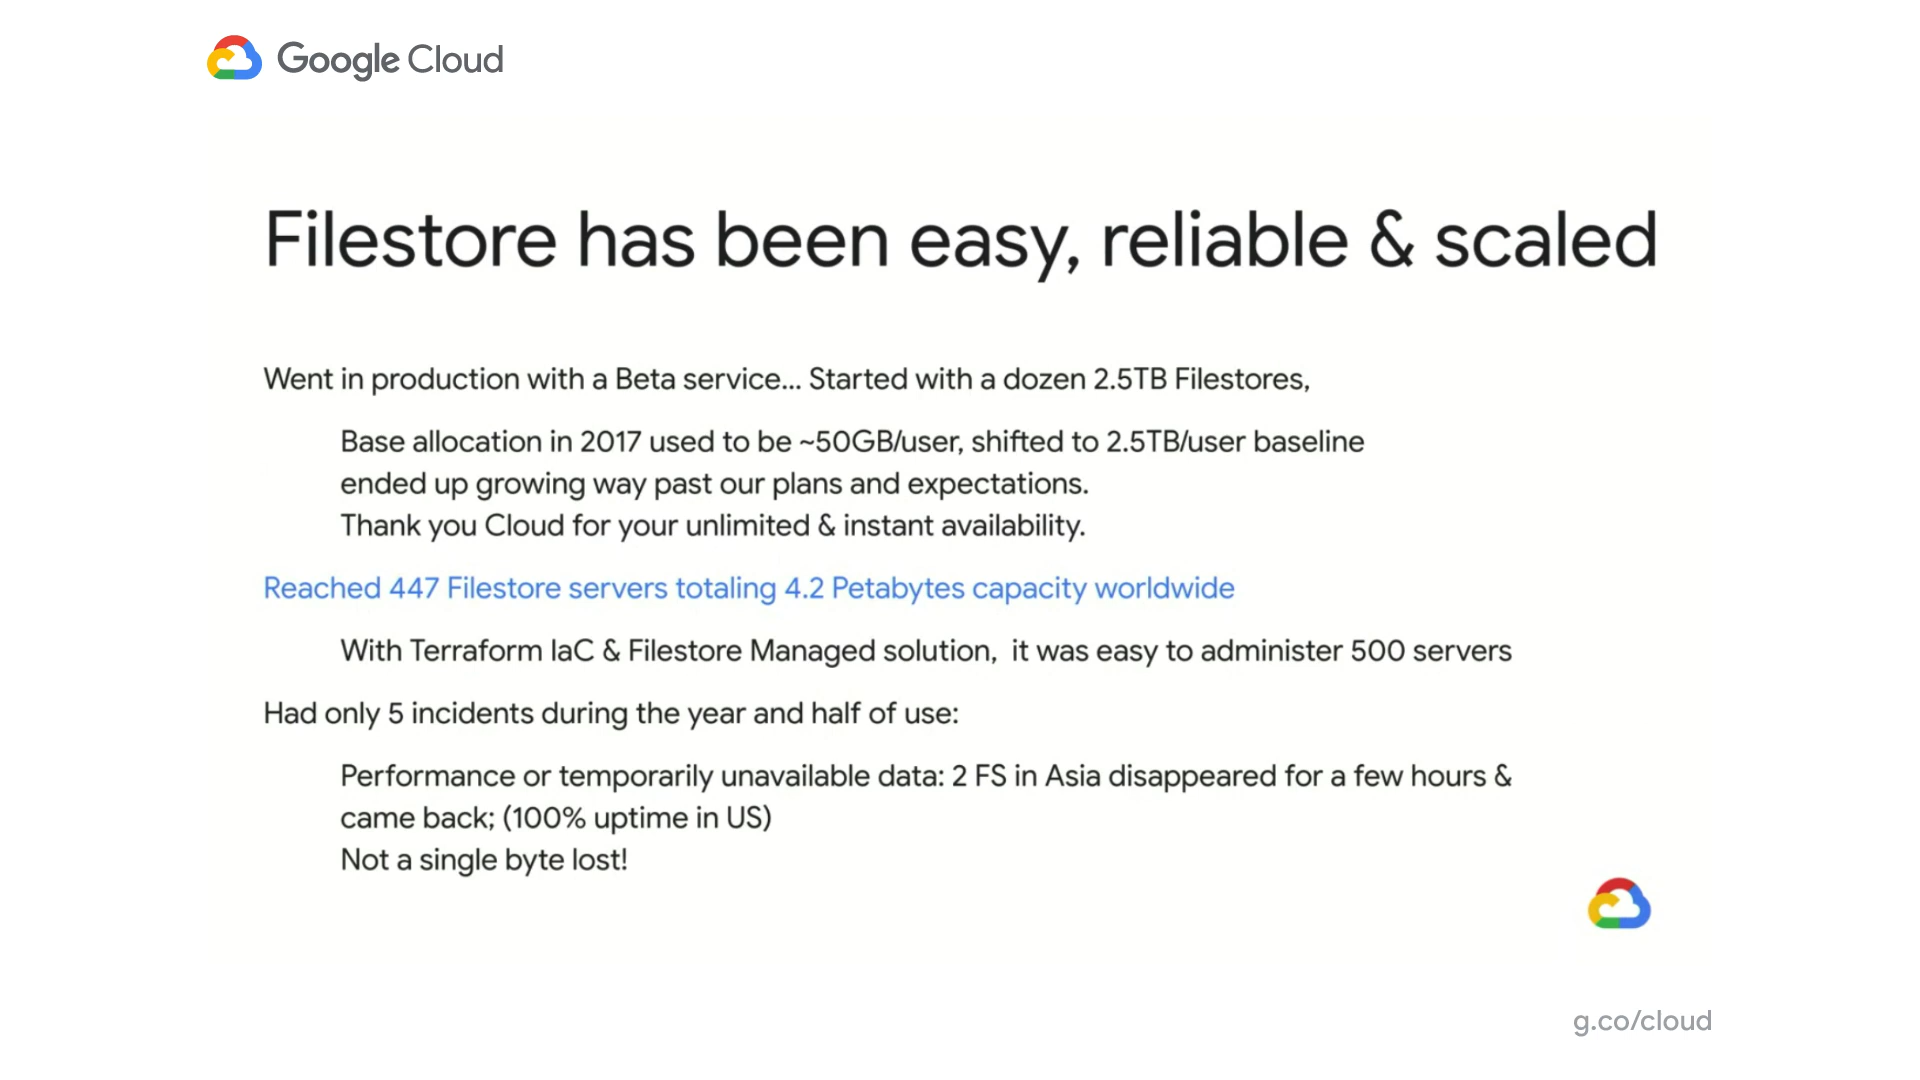 Google Cloud
Filestore has been easy, reliable & scaled
Went in production with a Beta service... Started with a dozen 2.5TB Filestores,
Base allocation in 2017 used to be ~50GB/user, shifted to 2.5TB/user baseline
ended up growing way past our plans and expectations.
Thank you Cloud for your unlimited & instant availability.
Reached 447 Filestore servers totaling 4.2 Petabytes capacity worldwide
With Terraform IaC & Filestore Managed solution,  it was easy to administer 500 servers
Had only 5 incidents during the year and half of use:
Performance or temporarily unavailable data: 2 FS in Asia disappeared for a few hours &
came back; (100% uptime in US)
Not a single byte lost!
g.co/cloud